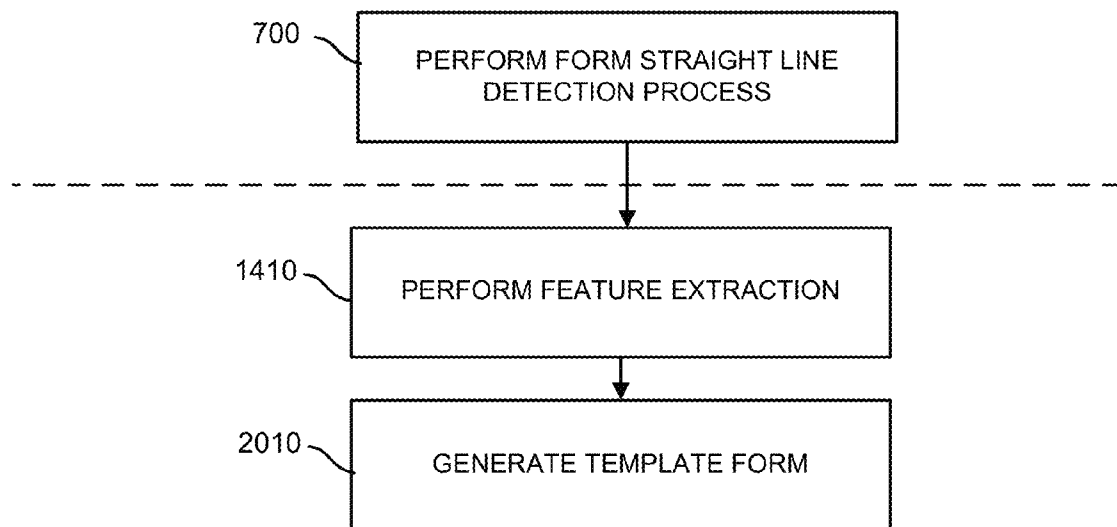 700
PERFORM FORM STRAIGHT LINE
DETECTION PROCESS
1410
PERFORM FEATURE EXTRACTION
2010
GENERATE TEMPLATE FORM